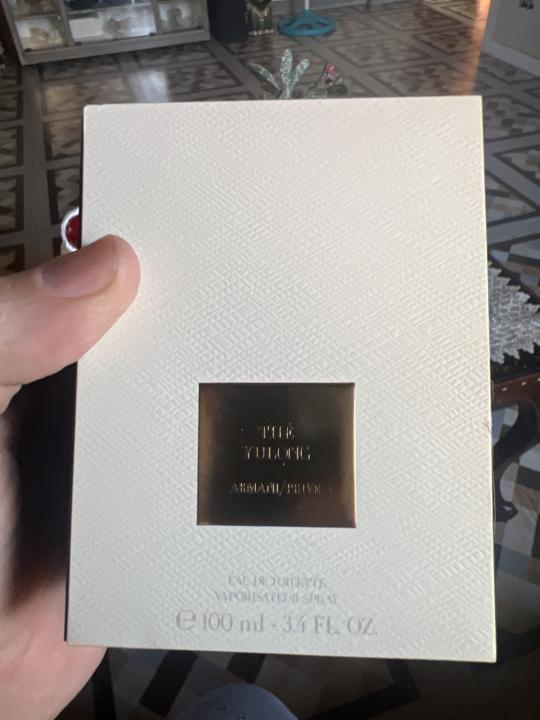 THÉ
YULONG
ARMANI/PRIVÉ
EAU DE TOILETTE
VAPORISATEUR SPRAY
℮ 100 ml - 3.4 FL. OZ.